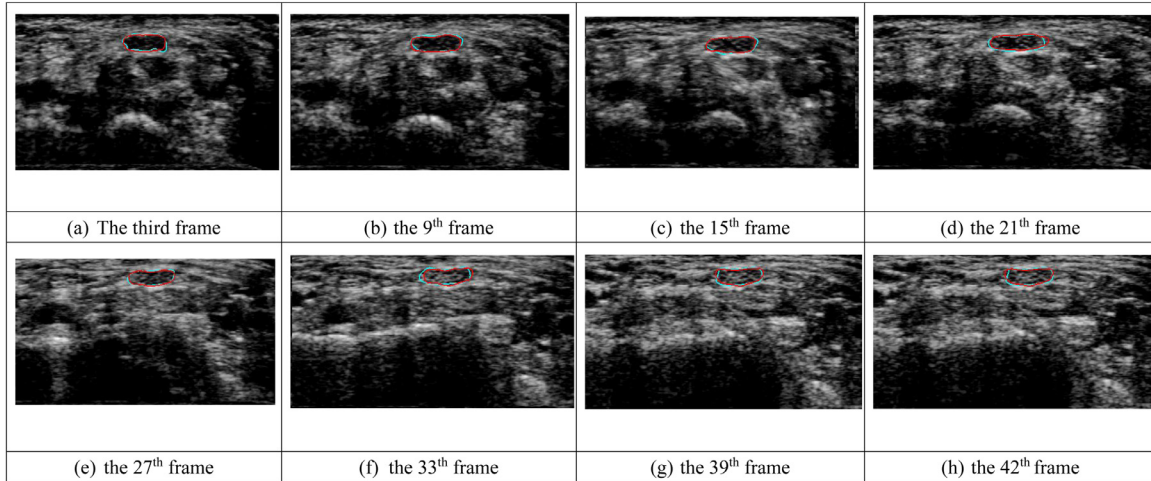 (a) The third frame
(b) the 9th frame
(c) the 15th frame
(d) the 21th frame
(e) the 27th frame
(f) the 33th frame
(g) the 39th frame
(h) the 42th frame